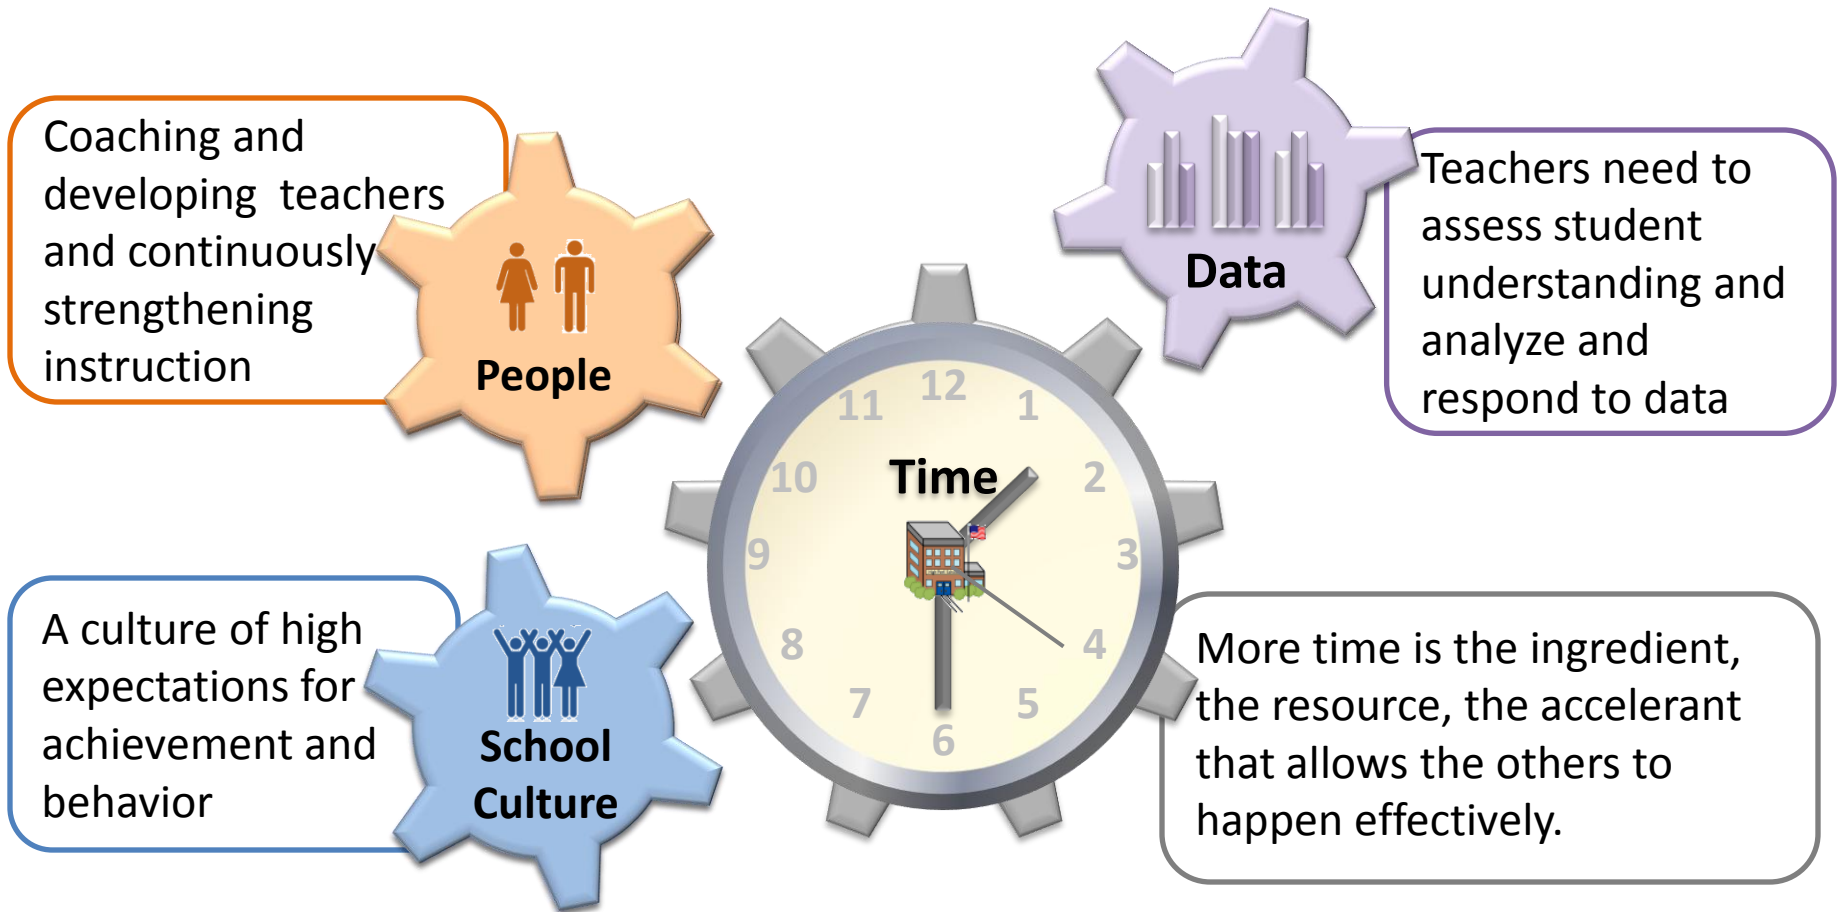 Coaching and
developing teachers
and continuously
strengthening
instruction
People
Data
Teachers need to
assess student
understanding and
analyze and
respond to data
A culture of high
expectations for
achievement and
behavior
School
Culture
Time
12
1
2
3
4
5
6
7
8
9
10
11
More time is the ingredient,
the resource, the accelerant
that allows the others to
happen effectively.